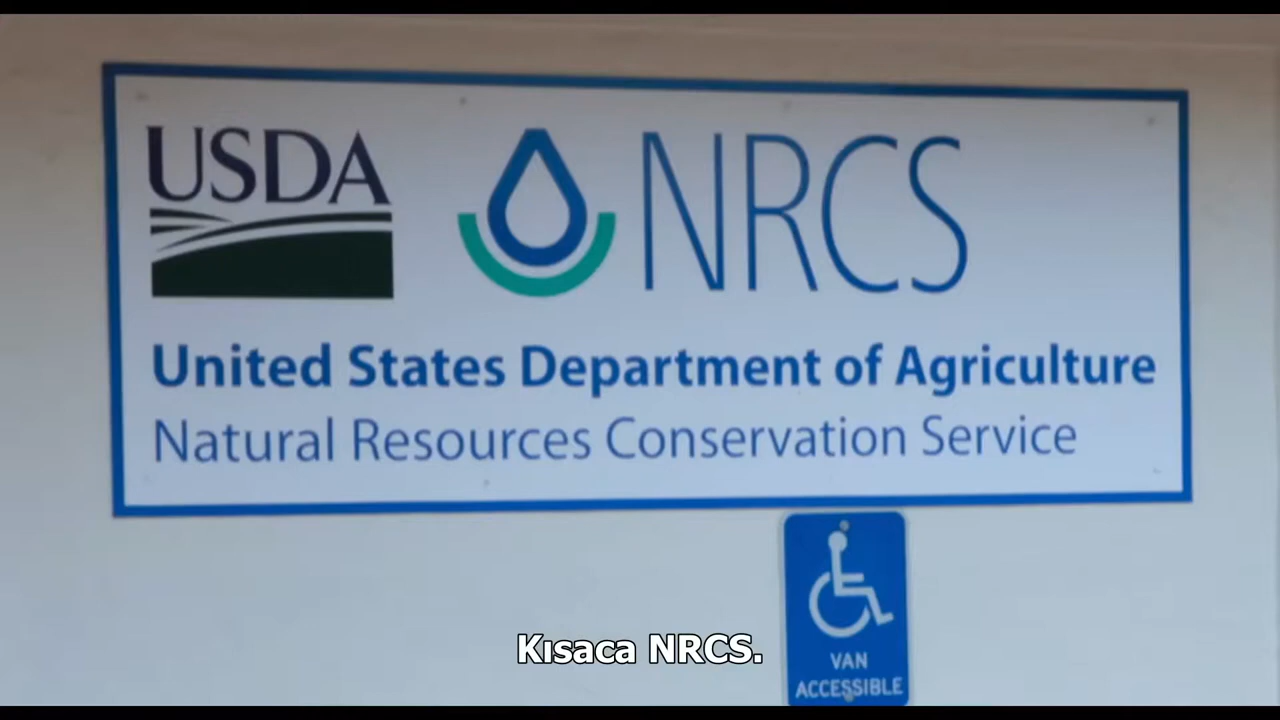 USDA
NRCS
United States Department of Agriculture
Natural Resources Conservation Service
VAN
ACCESSIBLE
Kısaca NRCS.